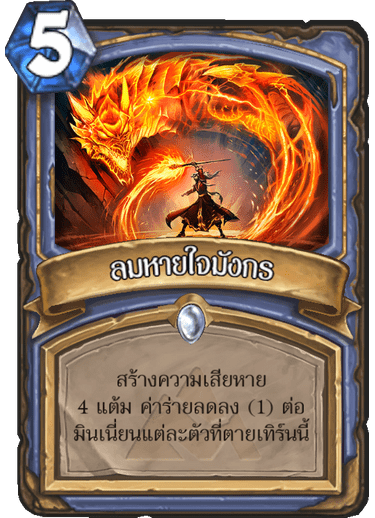 5
ลมหายใจมังกร
สร้างความเสียหาย
4 แต้ม ค่าร่ายลดลง (1) ต่อ
มินเนี่ยนแต่ละตัวที่ตายเทิร์นนี้